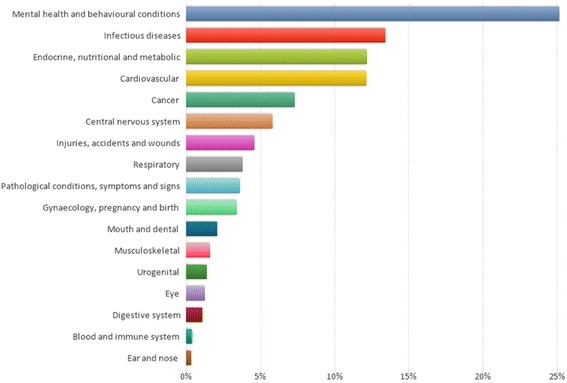 Mental health and behavioural conditions
Infectious diseases
Endocrine, nutritional and metabolic
Cardiovascular
Cancer
Central nervous system
Injuries, accidents and wounds
Respiratory
Pathological conditions, symptoms and signs
Gynaecology, pregnancy and birth
Mouth and dental
Musculoskeletal
Urogenital
Eye
Digestive system
Blood and immune system
Ear and nose
0% 5% 10% 15% 20% 25%